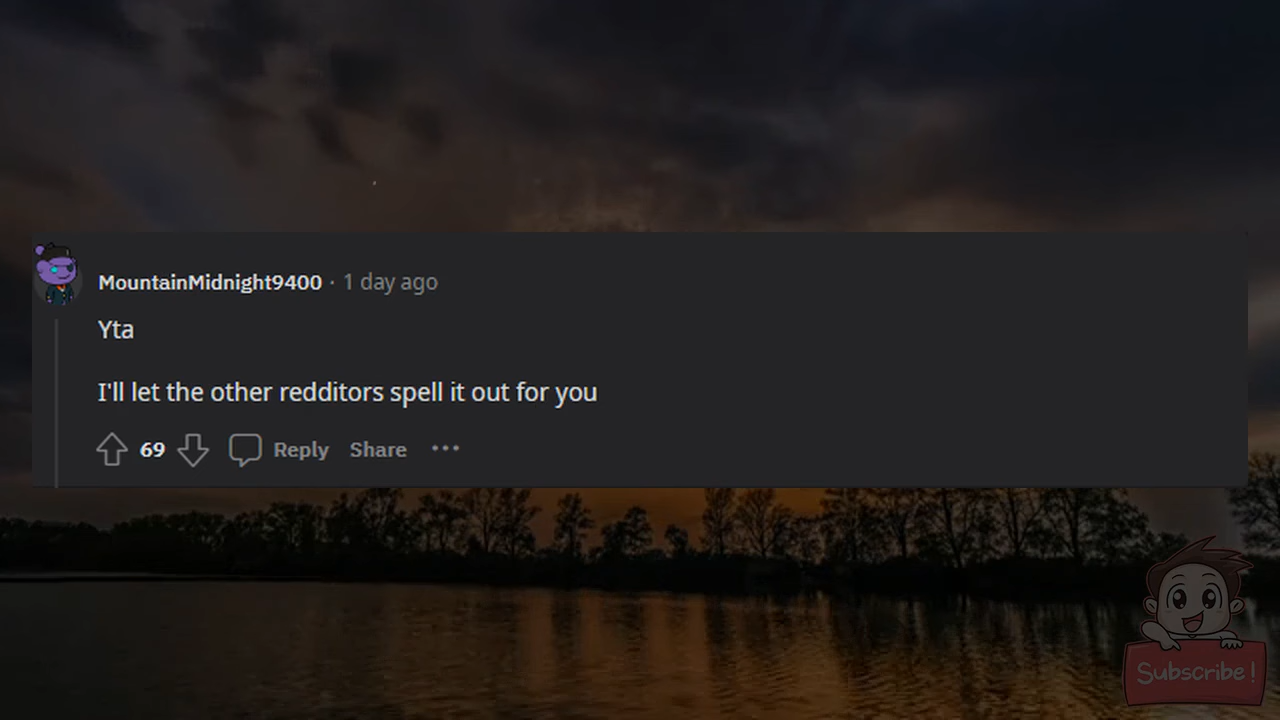 MountainMidnight9400 · 1 day ago
Yta
I'll let the other redditors spell it out for you
69 Reply Share ···
Subscribe!